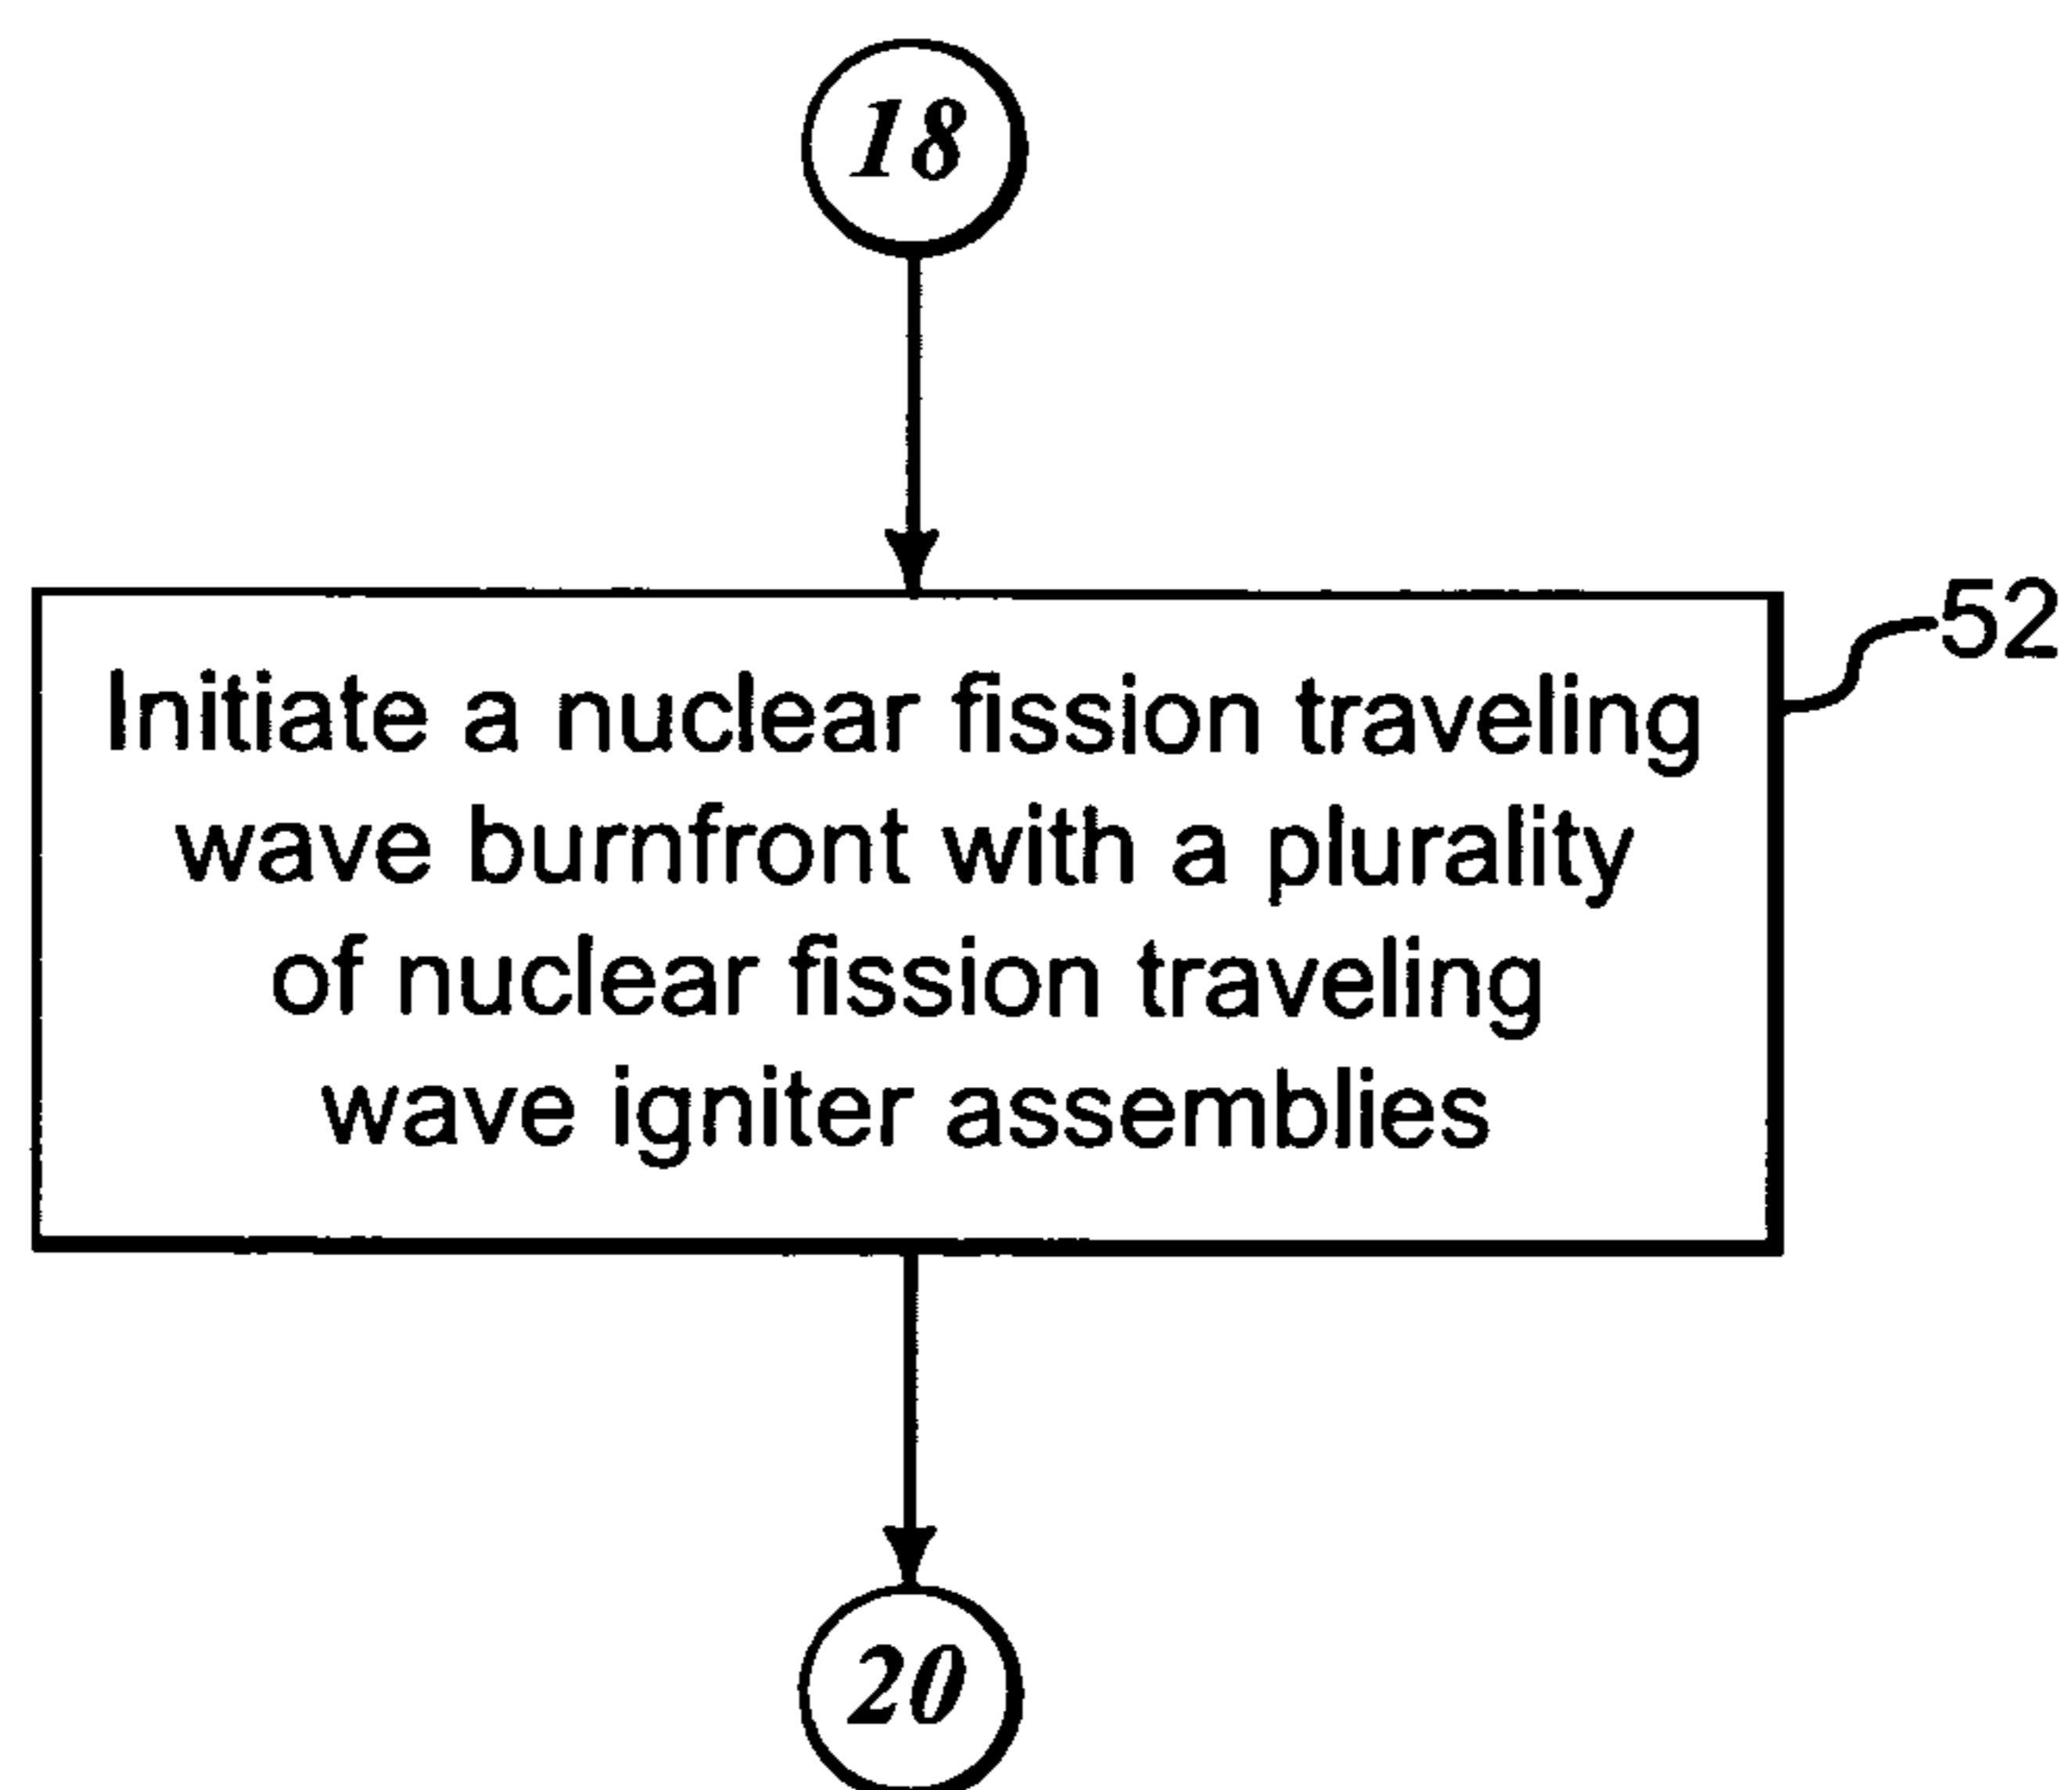 18
52
Initiate a nuclear fission traveling
wave burnfront with a plurality
of nuclear fission traveling
wave igniter assemblies
20